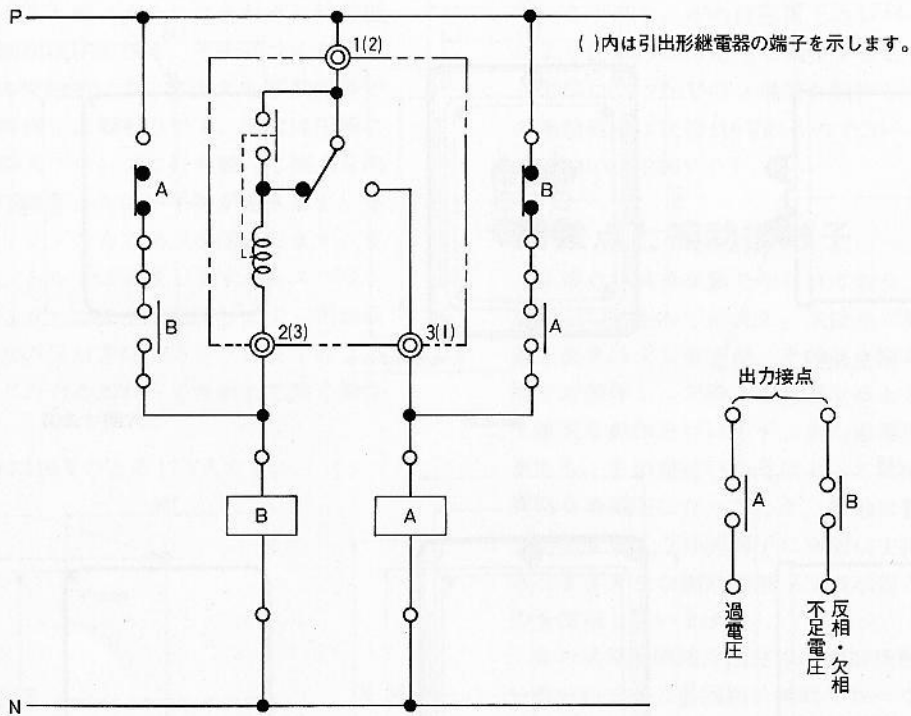 P
1(2)
( )内は引出形継電器の端子を示します。
A
B
B
A
2(3)
3(1)
出力接点
B
A
A
B
過電圧
反相・欠相
不足電圧
N